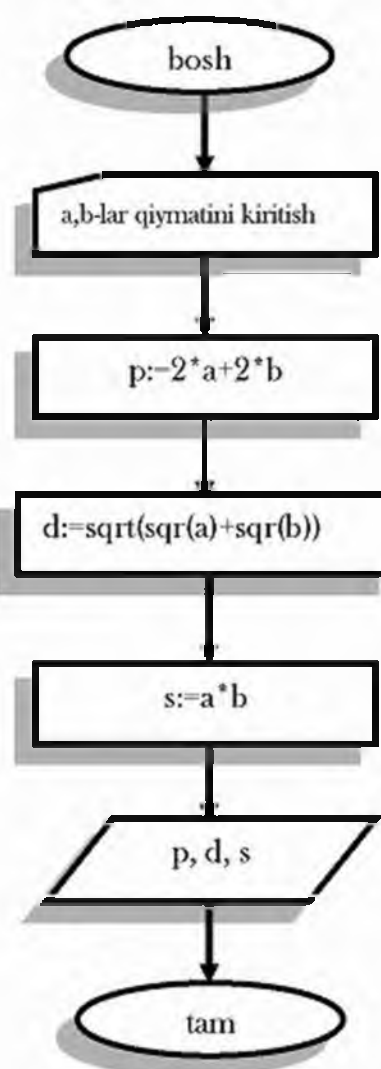 bosh
a,b-lar qiymatini kiritish
p:=2*a+2*b
d:=sqrt(sqr(a)+sqr(b))
s:=a*b
p, d, s
tam